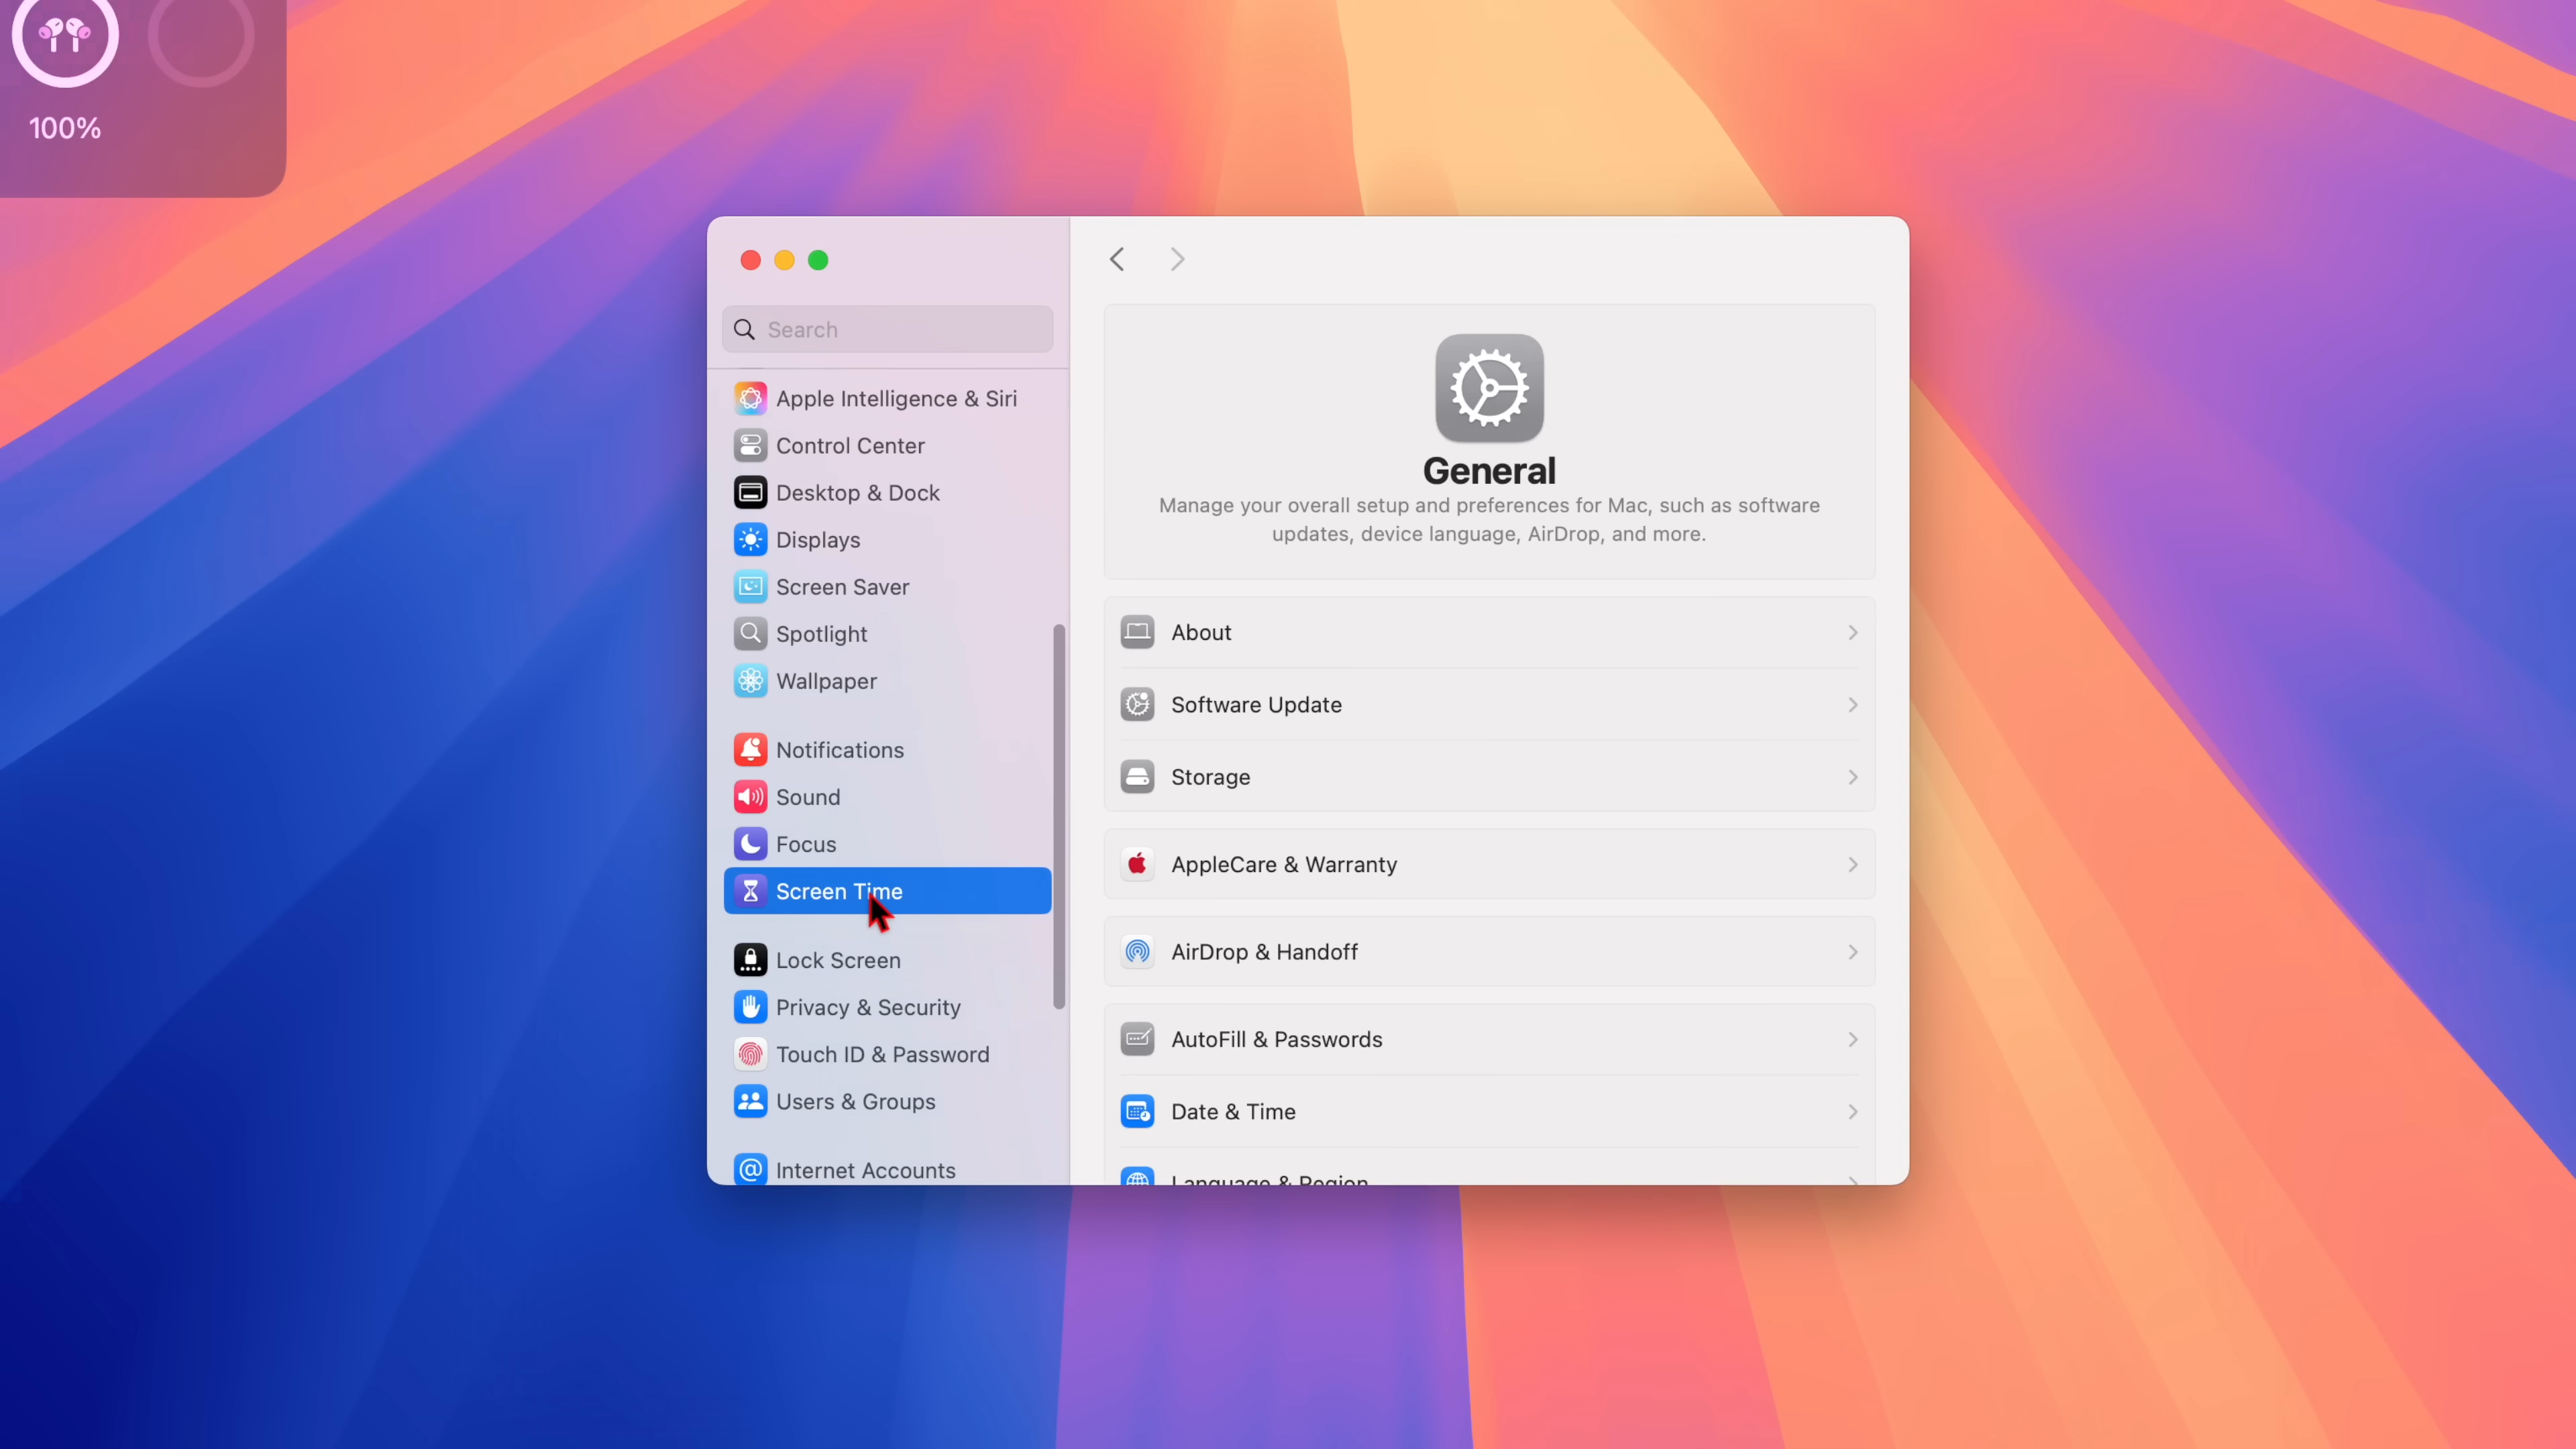 100%
Search
Apple Intelligence & Siri
Control Center
Desktop & Dock
Displays
Screen Saver
Spotlight
Wallpaper
Notifications
Sound
Focus
Screen Time
Lock Screen
Privacy & Security
Touch ID & Password
Users & Groups
Internet Accounts
General
Manage your overall setup and preferences for Mac, such as software
updates, device language, AirDrop, and more.
About
Software Update
Storage
AppleCare & Warranty
AirDrop & Handoff
AutoFill & Passwords
Date & Time
Language & Region